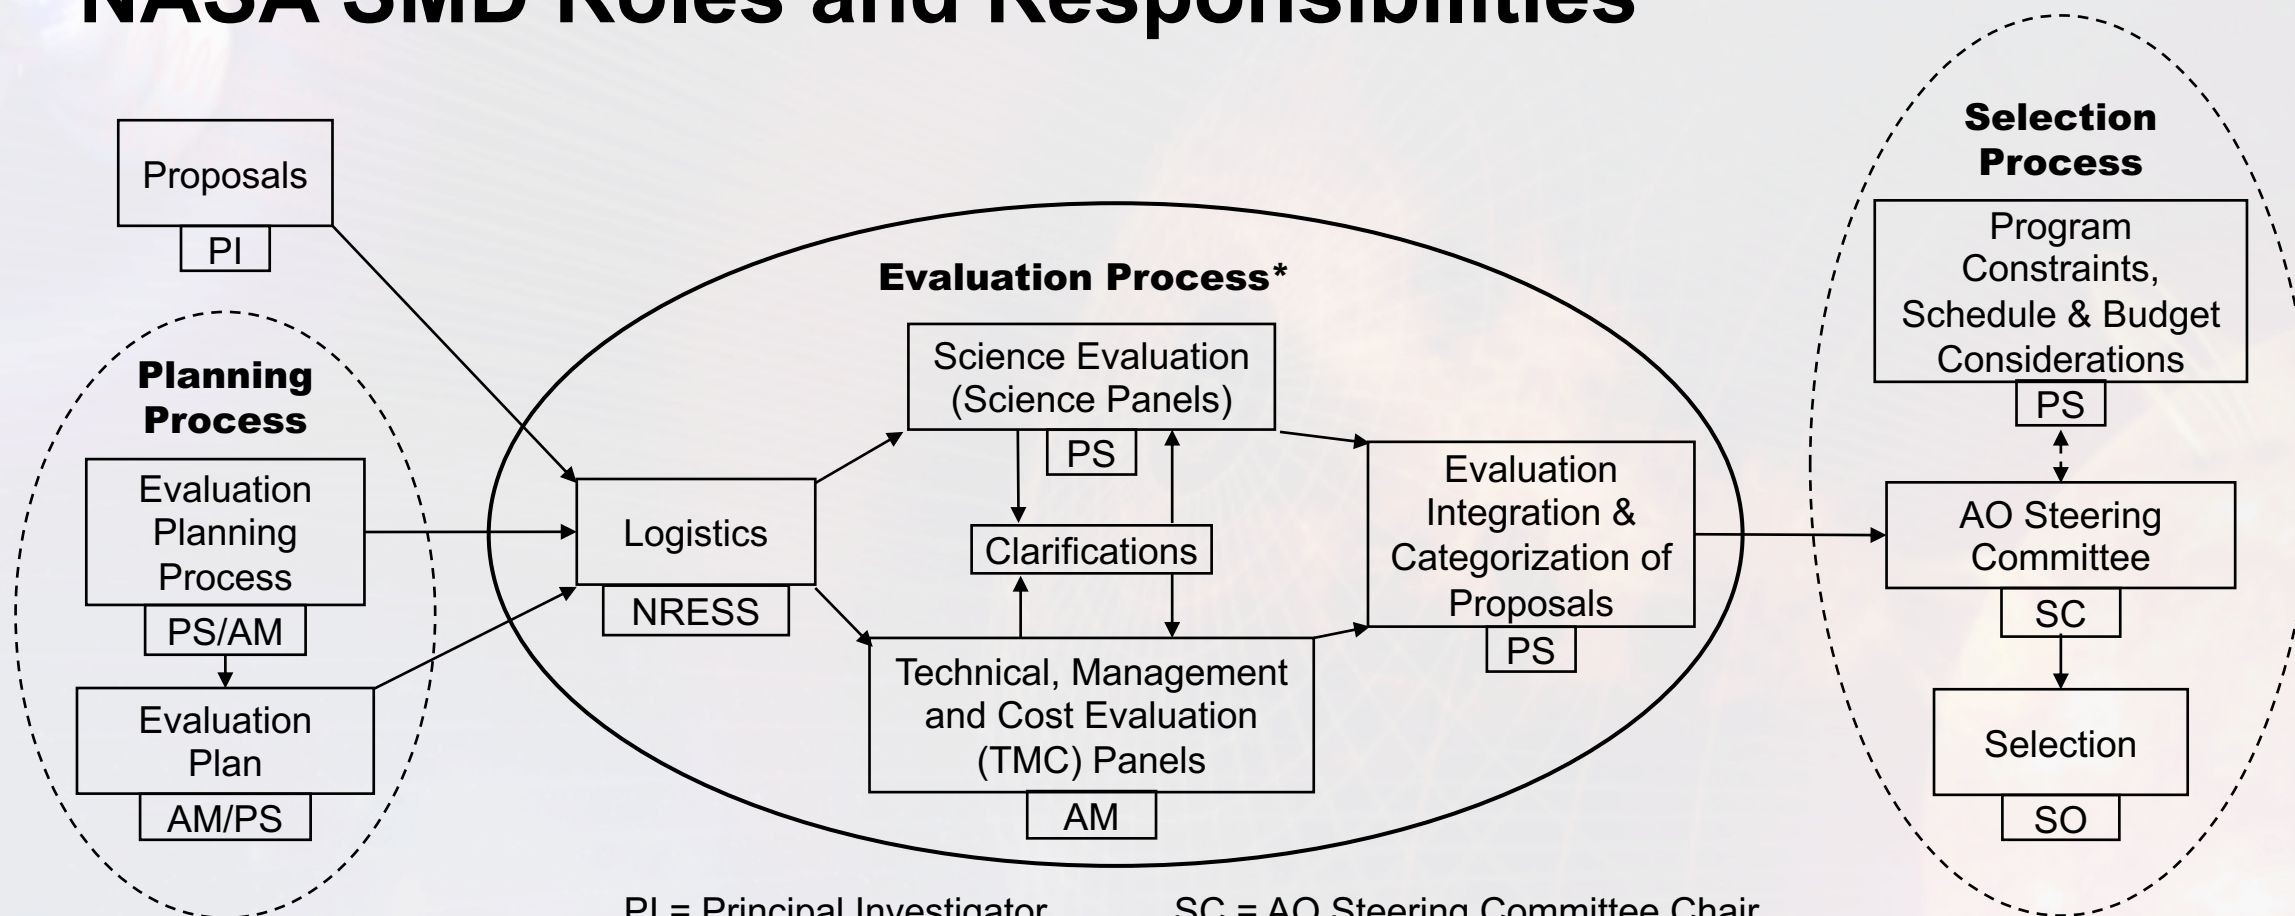 NASA SMD Roles and Responsibilities
Proposals
PI
Planning
Process
Evaluation
Planning
Process
PS/AM
Evaluation
Plan
AM/PS
Evaluation Process*
Logistics
NRESS
Science Evaluation
(Science Panels)
PS
Clarifications
Technical, Management
and Cost Evaluation
(TMC) Panels
AM
Evaluation
Integration &
Categorization of
Proposals
PS
Selection
Process
Program
Constraints,
Schedule & Budget
Considerations
PS
AO Steering
Committee
SC
Selection
SO
PI = Principal Investigator
SC = AO Steering Committee Chair